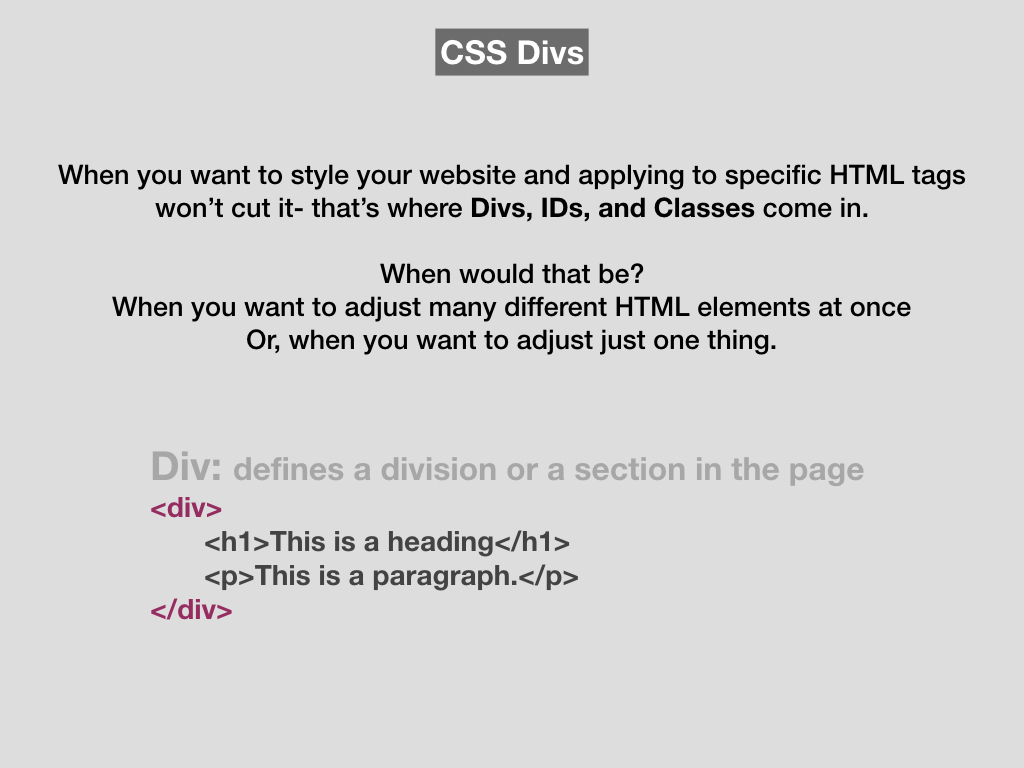 CSS Divs
When you want to style your website and applying to specific HTML tags
won’t cut it- that’s where Divs, IDs, and Classes come in.
When would that be?
When you want to adjust many different HTML elements at once
Or, when you want to adjust just one thing.
Div: defines a division or a section in the page
<div>
<h1>This is a heading</h1>
<p>This is a paragraph.</p>
</div>